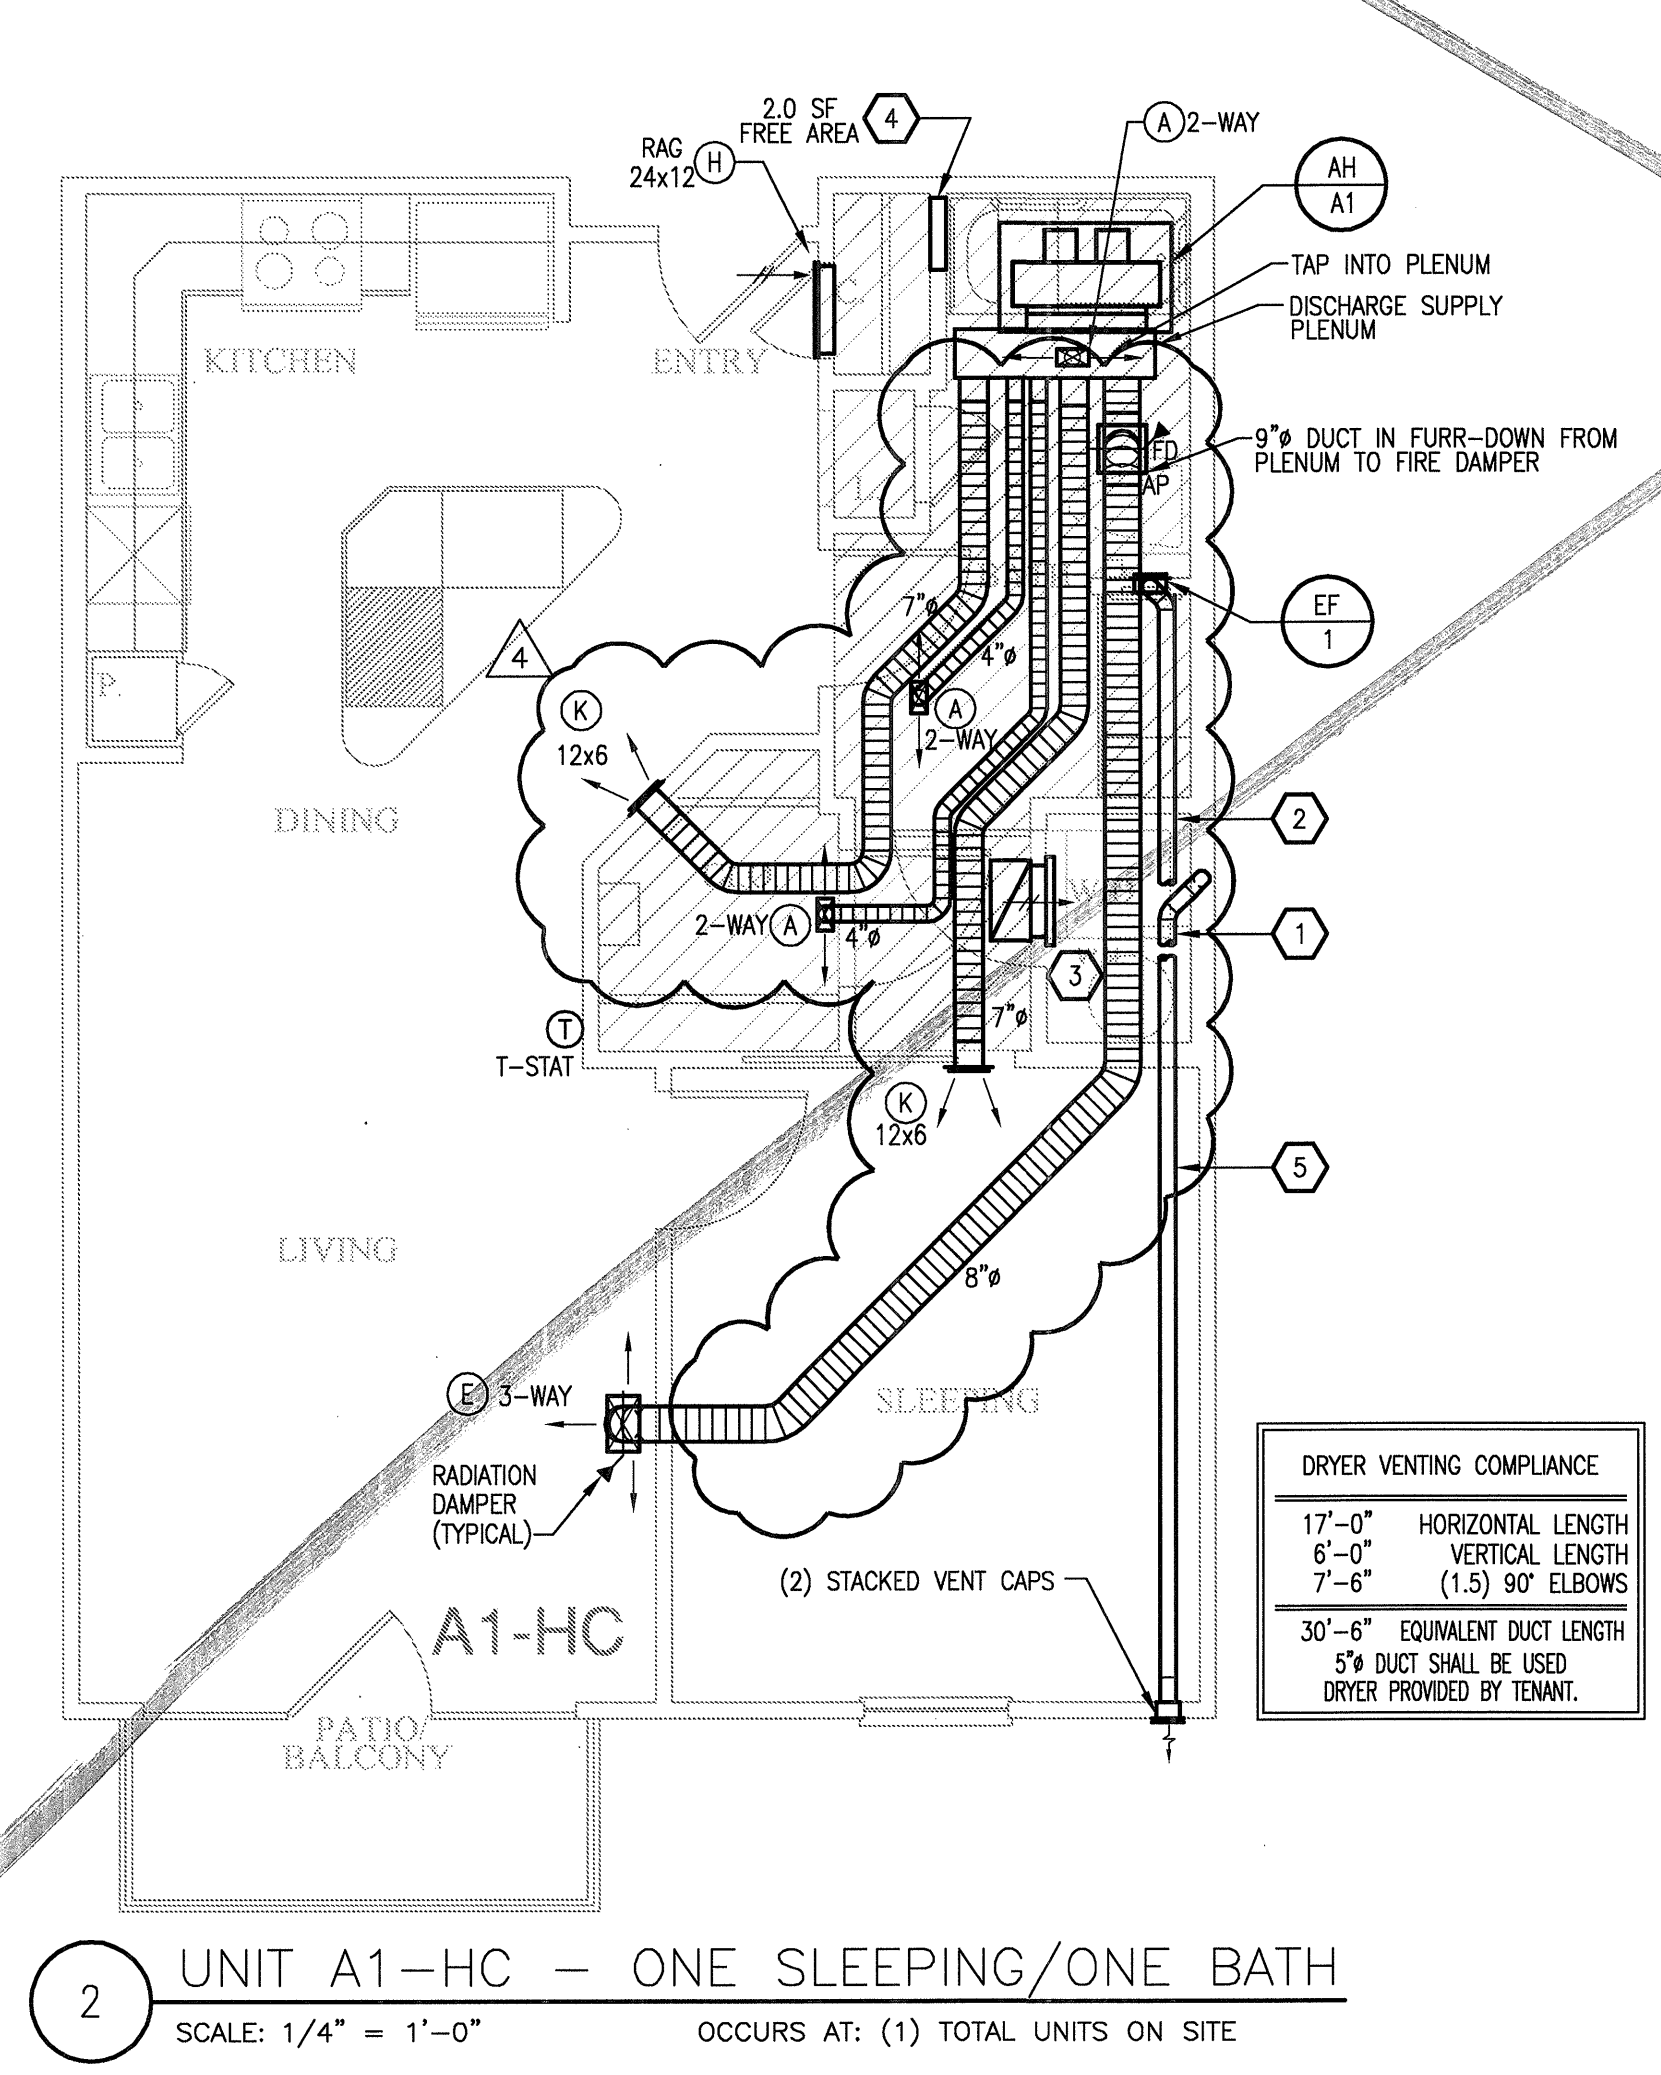 2.0 SF
FREE AREA
4
A
2-WAY
RAG
24x12
H
AH
A1
TAP INTO PLENUM
DISCHARGE SUPPLY
PLENUM
KITCHEN
ENTRY
9"ø DUCT IN FURR-DOWN FROM
PLENUM TO FIRE DAMPER
FD
AP
EF
1
7"ø
4"ø
4
P.
K
12x6
A
2-WAY
DINING
2
2-WAY
A
4"ø
W
1
3
7"ø
T
T-STAT
K
12x6
5
LIVING
8"ø
E
3-WAY
SLEEPING
RADIATION
DAMPER
(TYPICAL)
DRYER VENTING COMPLIANCE
17'-0" HORIZONTAL LENGTH
6'-0" VERTICAL LENGTH
7'-6" (1.5) 90° ELBOWS
30'-6" EQUIVALENT DUCT LENGTH
5"ø DUCT SHALL BE USED
DRYER PROVIDED BY TENANT.
(2) STACKED VENT CAPS
A1-HC
PATIO/
BALCONY
2
UNIT A1-HC - ONE SLEEPING/ONE BATH
SCALE: 1/4" = 1'-0"
OCCURS AT: (1) TOTAL UNITS ON SITE